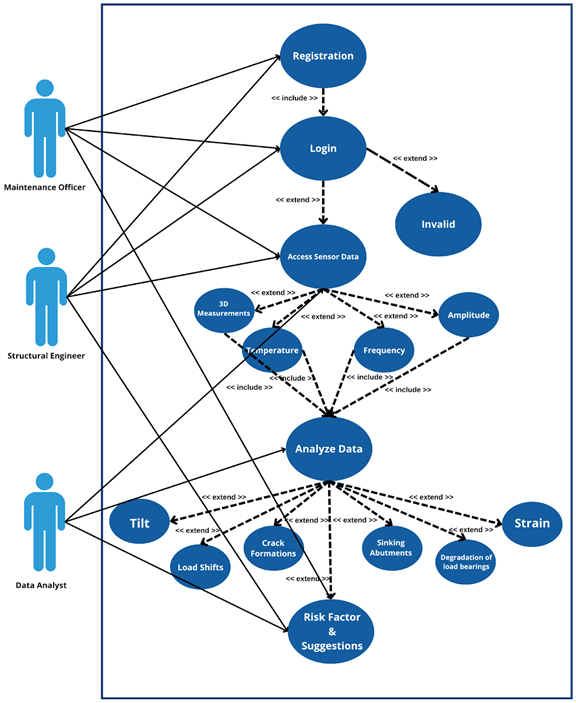 Registration
<< include >>
Login
<< extend >>
Maintenance Officer
<< extend >>
Invalid
Access Sensor Data
3D
Measurements
<< extend >>
<< extend >>
<< extend >>
<< extend >>
Amplitude
Structural Engineer
Temperature
Frequency
<< include >>
<< include >>
<< include >>
<< include >>
Analyze Data
<< extend >>
<< extend >>
Tilt
<< extend >>
<< extend >>
<< extend >>
<< extend >>
Strain
Crack
Formations
Sinking
Abutments
Load Shifts
Degradation of
load bearings
<< extend >>
Data Analyst
Risk Factor
&
Suggestions